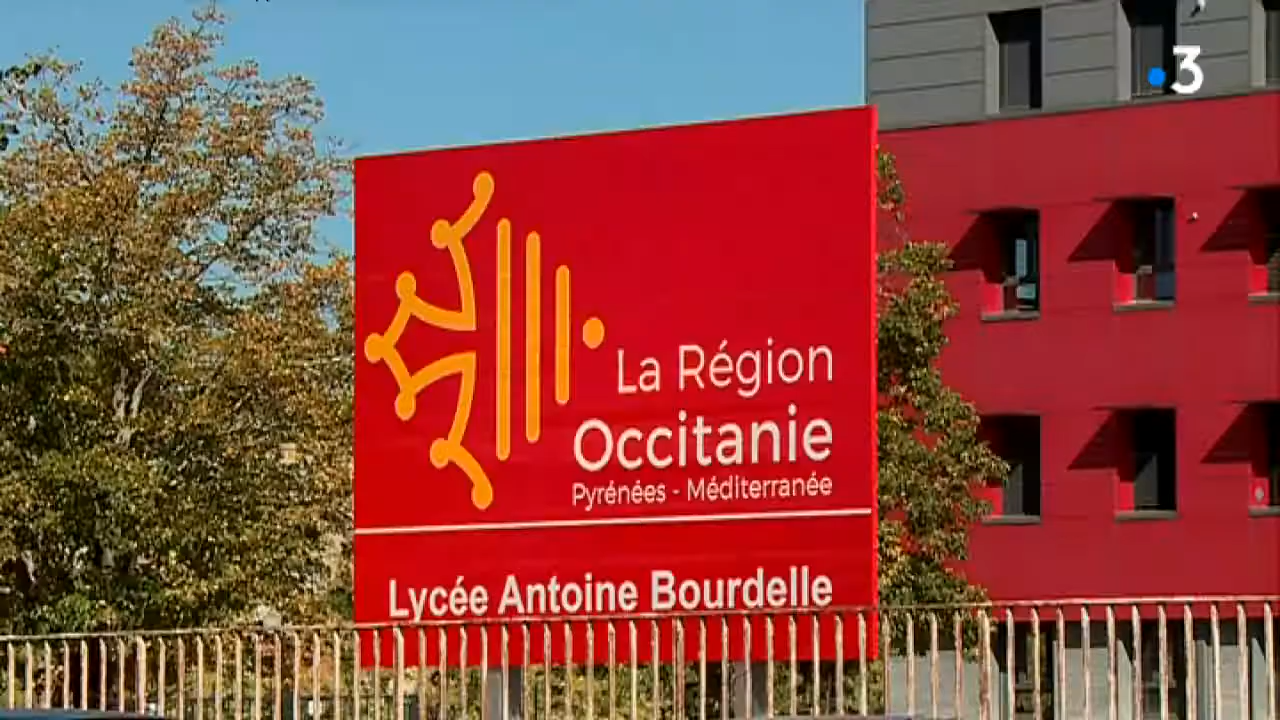 3
La Région
Occitanie
Pyrénées - Méditerranée
Lycée Antoine Bourdelle